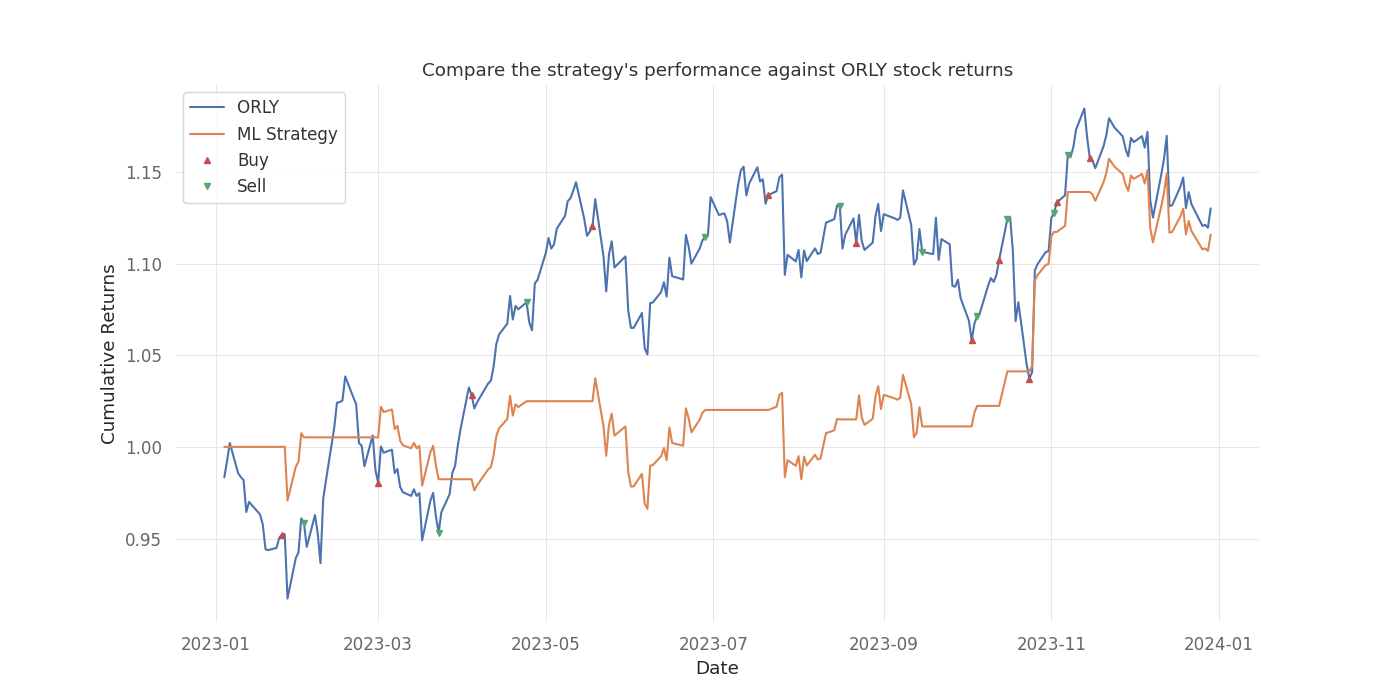 Compare the strategy's performance against ORLY stock returns
ORLY
ML Strategy
Buy
Sell
Cumulative Returns
1.15
1.10
1.05
1.00
0.95
2023-01
2023-03
2023-05
2023-07
2023-09
2023-11
2024-01
Date